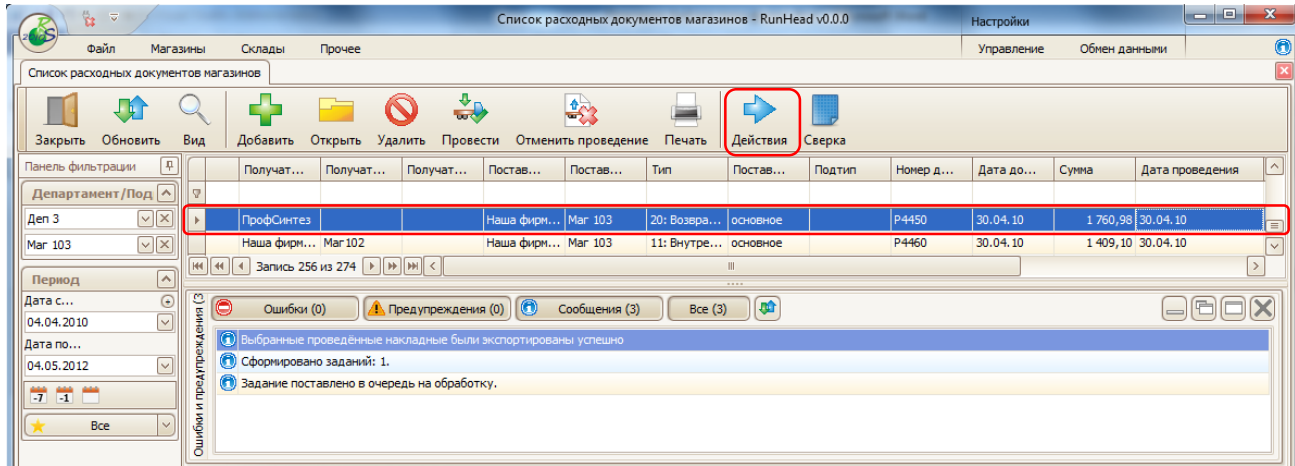 Список расходных документов магазинов - RunHead v0.0.0
Настройки
Файл Магазины Склады Прочее Управление Обмен данными
Список расходных документов магазинов
Закрыть Обновить Вид Добавить Открыть Удалить Провести Отменить проведение Печать Действия Сверка
Панель фильтрации
Получат... Получат... Получат... Постав... Постав... Тип Постав... Подтип Номер д... Дата до... Сумма Дата проведения
Департамент/Под
Деп 3
ПрофСинтез Наша фирм... Маг 103 20: Возвра... основное Р4450 30.04.10 1 760,98 30.04.10
Маг 103
Наша фирм... Маг 102 Наша фирм... Маг 103 11: Внутре... основное Р4460 30.04.10 1 409,10 30.04.10
Запись 256 из 274
Период
Дата с...
04.04.2010
Дата по...
04.05.2012
-7 -1
Все
Ошибки и предупреждения (3
Ошибки (0) Предупреждения (0) Сообщения (3) Все (3)
Выбранные проведённые накладные были экспортированы успешно
Сформировано заданий: 1.
Задание поставлено в очередь на обработку.